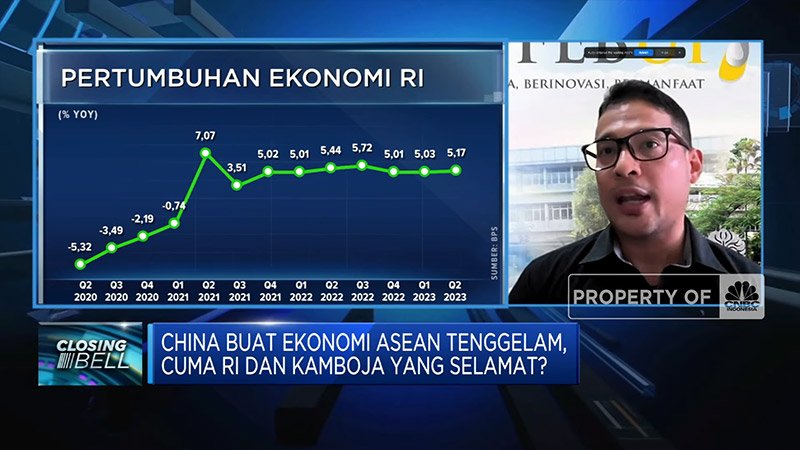 PERTUMBUHAN EKONOMI RI
(% YOY)
-5,32
-3,49
-2,19
-0,74
7,07
3,51
5,02
5,01
5,44
5,72
5,01
5,03
5,17
Q2 Q3 Q4 Q1 Q2 Q3 Q4 Q1 Q2 Q3 Q4 Q1 Q2
2020 2020 2020 2021 2021 2021 2021 2022 2022 2022 2022 2023 2023
SUMBER: BPS
A, BERINOVASI, BE MANFAAT
PROPERTY OF CNBC
INDONESIA
CLOSING
BELL
CHINA BUAT EKONOMI ASEAN TENGGELAM,
CUMA RI DAN KAMBOJA YANG SELAMAT?